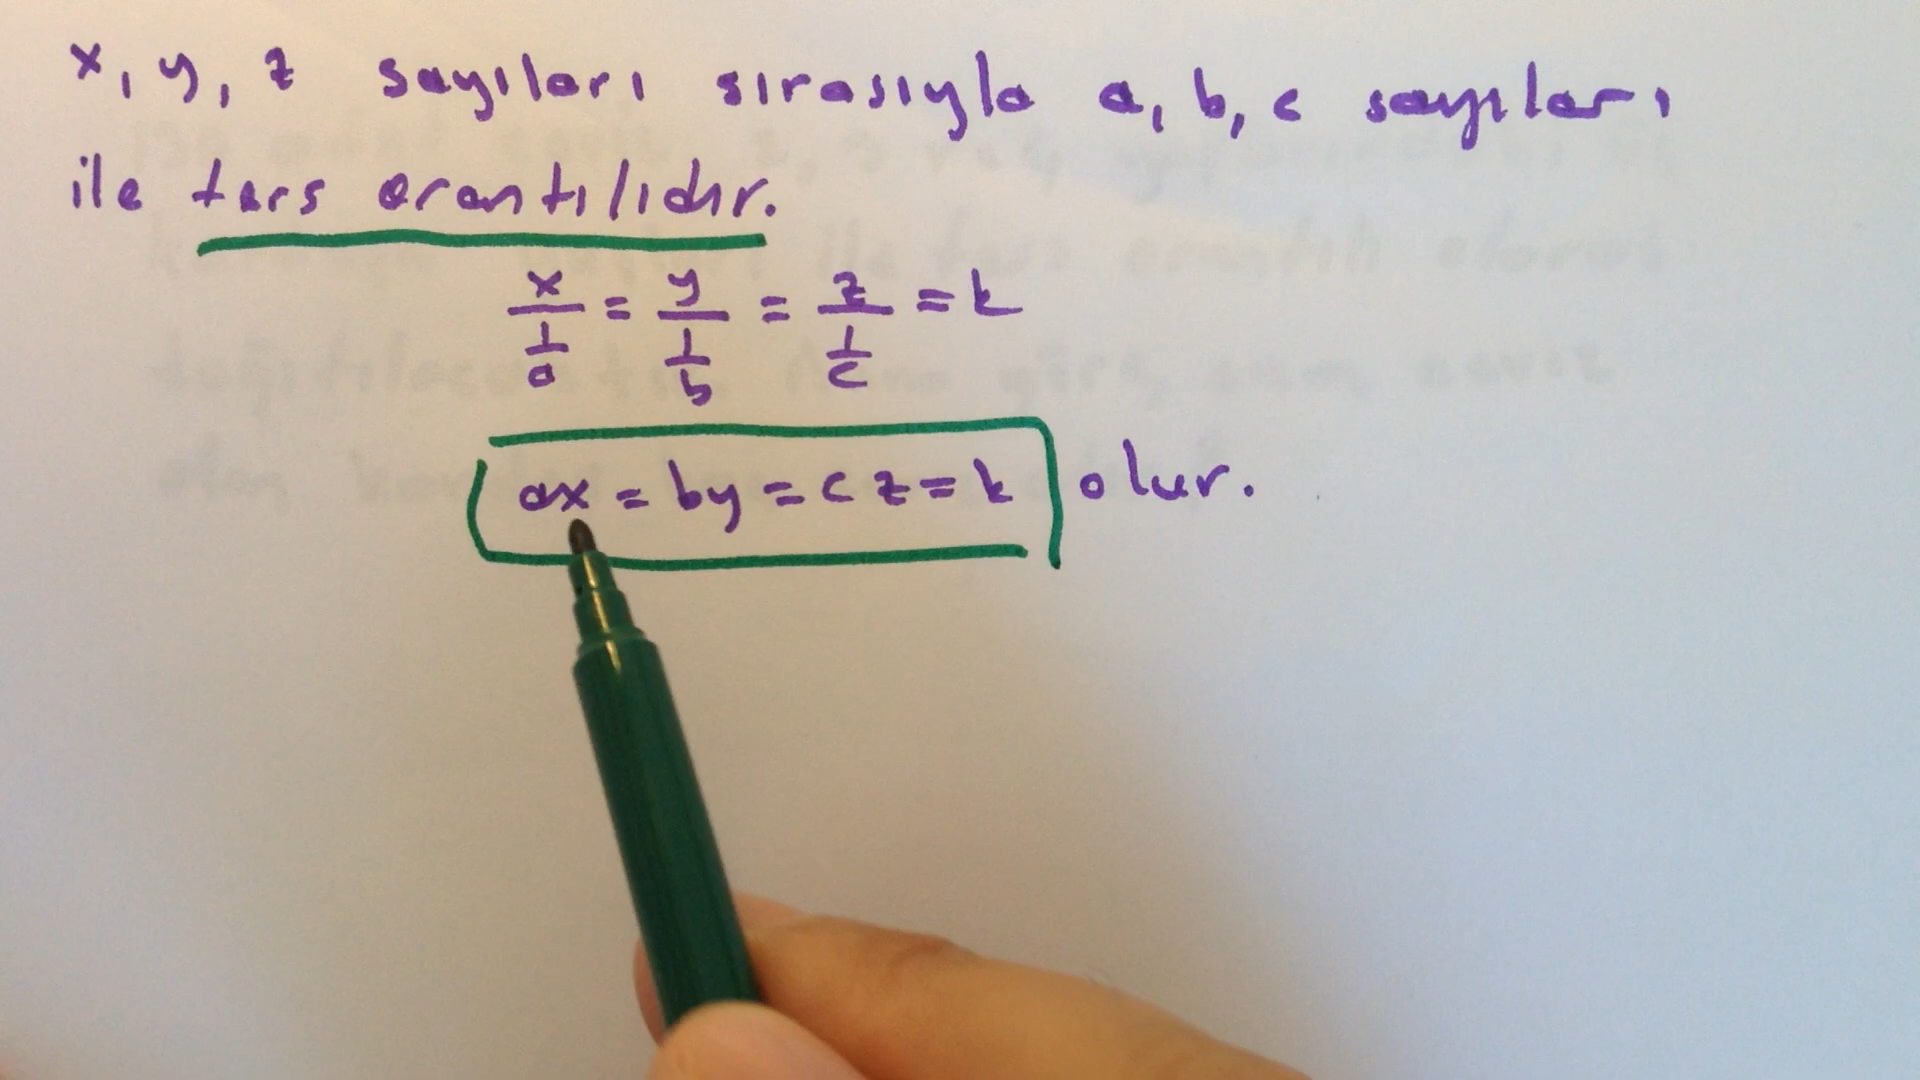 x, y, z sayıları sırasıyla a, b, c sayıları
ile ters orantılıdır.
x/(1/a) = y/(1/b) = z/(1/c) = k
ax = by = cz = k olur.